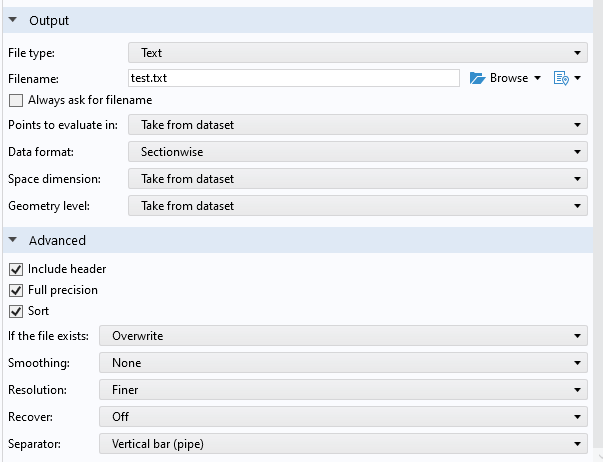 Output
File type: Text
Filename: test.txt Browse
Always ask for filename
Points to evaluate in: Take from dataset
Data format: Sectionwise
Space dimension: Take from dataset
Geometry level: Take from dataset
Advanced
Include header
Full precision
Sort
If the file exists: Overwrite
Smoothing: None
Resolution: Finer
Recover: Off
Separator: Vertical bar (pipe)